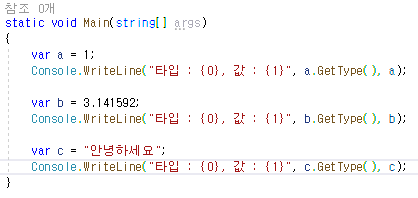 참조 0개
static void Main(string[] args)
{
var a = 1;
Console.WriteLine("타입 : {0}, 값 : {1}", a.GetType(), a);
var b = 3.141592;
Console.WriteLine("타입 : {0}, 값 : {1}", b.GetType(), b);
var c = "안녕하세요";
Console.WriteLine("타입 : {0}, 값 : {1}", c.GetType(), c);
}